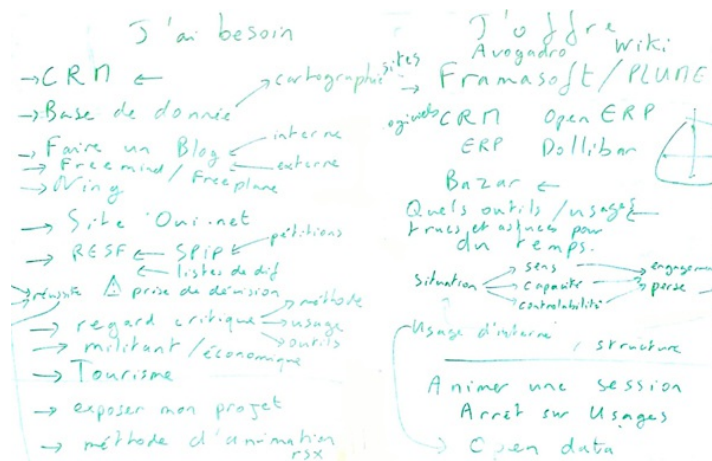 J'ai besoin
→ CRM ←
→ Base de donnée → cartographie
→ Faire un Blog ← interne
→ Freemind / Freeplane ← externe
→ Ning
→ Site Oui.net
→ RESF ← SPIP ← pétitions
← listes de dif
→ réussite ⚠ prise de décision
→ regard critique → méthode
→ usage
→ outils
→ militant / économique
→ Tourisme
→ exposer mon projet
→ méthode d'animation
rsx
J'offre
Avogadro Wiki
sites → Framasoft / PLUME
logiciels CRM Open ERP
ERP Dollibar
Bazar ←
Quels outils / usages ←
trucs et astuces pour
du temps.
Situation → sens → engagement
→ capacité →
→ controlabilité →
Usage d'interne
/ structure
Animer une session
Arrêt sur Usages
→ Open data